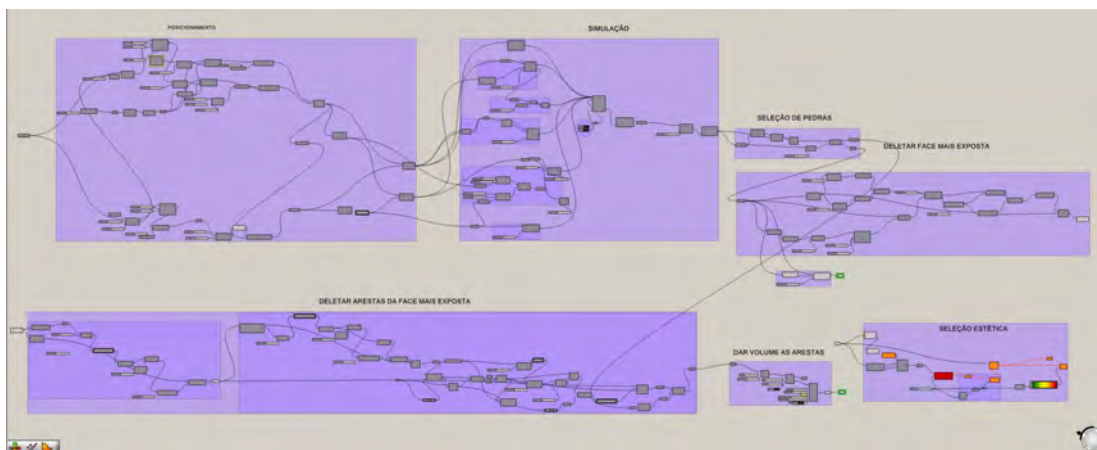 POSICIONAMENTO
SIMULAÇÃO
SELEÇÃO DE PEDRAS
DELETAR FACE MAIS EXPOSTA
DELETAR ARESTAS DA FACE MAIS EXPOSTA
DAR VOLUME AS ARESTAS
SELEÇÃO ESTÉTICA